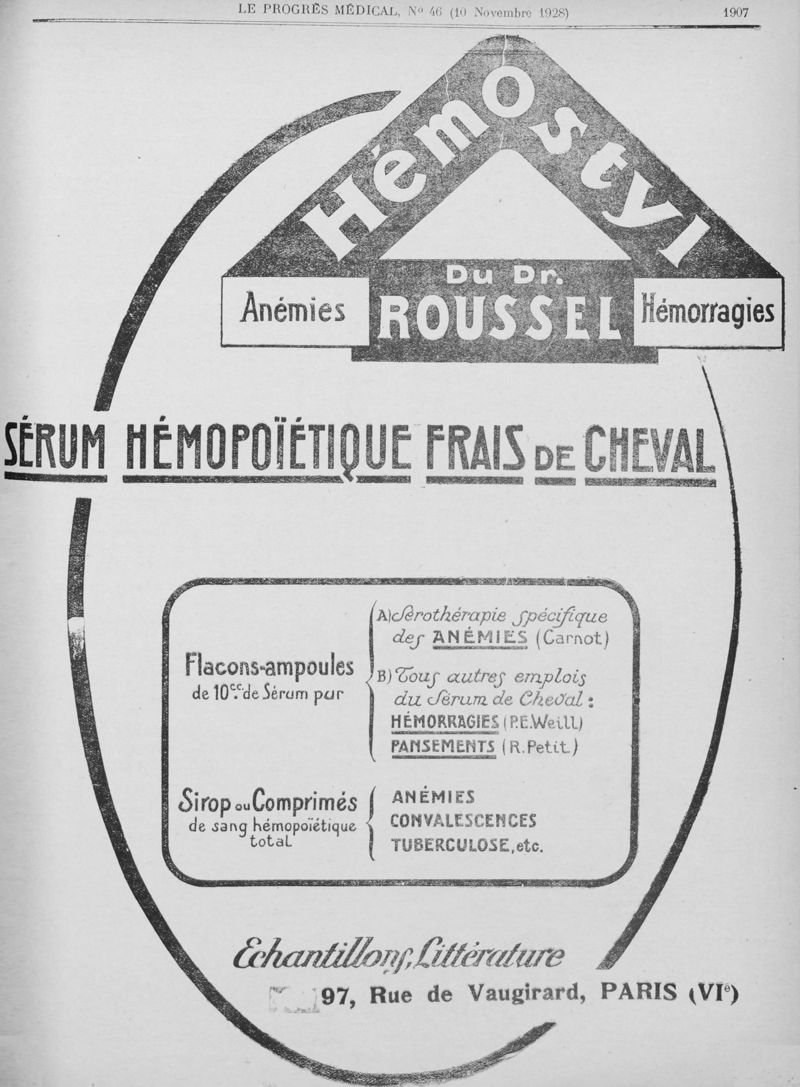 LE PROGRÈS MÉDICAL, No 46 (10 Novembre 1928) 1907
HémOstyl
Du Dr.
Anémies ROUSSEL Hémorragies
SÉRUM HÉMOPOÏÉTIQUE FRAIS DE CHEVAL
Flacons-ampoules
de 10cc. de Sérum pur
A) Sérothérapie spécifique
des ANÉMIES (Carnot)
B) Tous autres emplois
du Sérum de Cheval :
HÉMORRAGIES (P.E.Weill)
PANSEMENTS (R.Petit)
Sirop ou Comprimés
de sang hémopoïétique
total
ANÉMIES
CONVALESCENCES
TUBERCULOSE, etc.
Echantillons, Littérature
97, Rue de Vaugirard, PARIS (VIe)